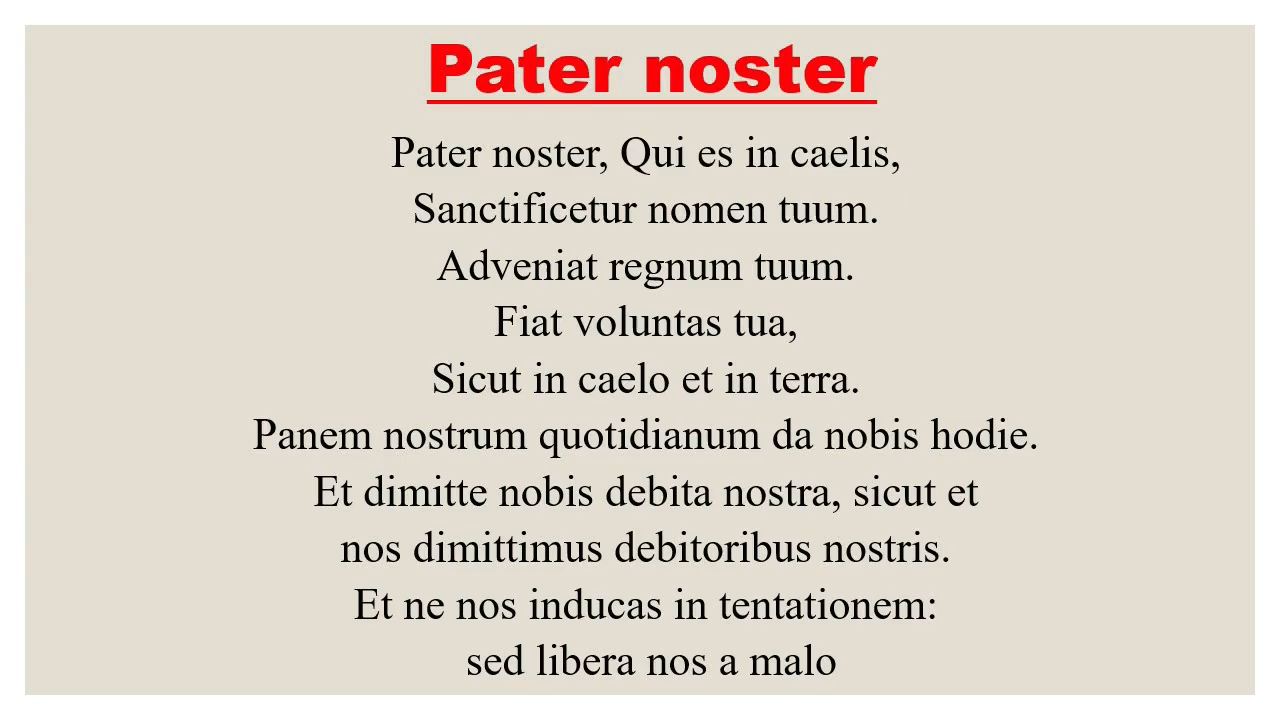 Pater noster
Pater noster, Qui es in caelis,
Sanctificetur nomen tuum.
Adveniat regnum tuum.
Fiat voluntas tua,
Sicut in caelo et in terra.
Panem nostrum quotidianum da nobis hodie.
Et dimitte nobis debita nostra, sicut et
nos dimittimus debitoribus nostris.
Et ne nos inducas in tentationem:
sed libera nos a malo